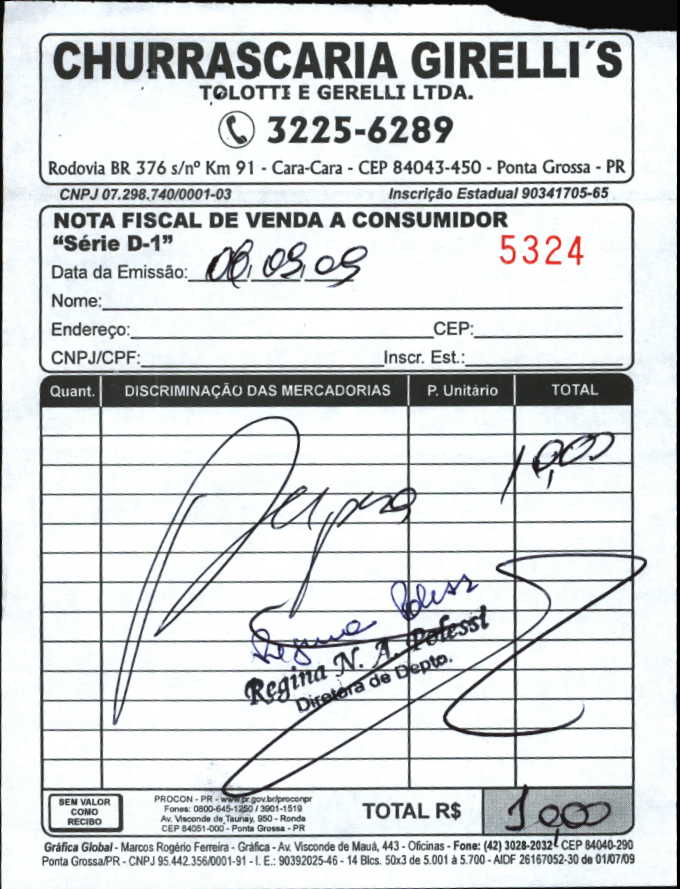 CHURRASCARIA GIRELLI´S
TOLOTTI E GERELLI LTDA.
3225-6289
Rodovia BR 376 s/nº Km 91 - Cara-Cara - CEP 84043-450 - Ponta Grossa - PR
CNPJ 07.298.740/0001-03 Inscrição Estadual 90341705-65
NOTA FISCAL DE VENDA A CONSUMIDOR
“Série D-1”
5324
Data da Emissão: 09.09
Nome:
Endereço: CEP:
CNPJ/CPF: Inscr. Est.:
Quant. DISCRIMINAÇÃO DAS MERCADORIAS P. Unitário TOTAL
10,00
Regina N. A. Polessi
Diretora de Depto.
SEM VALOR
COMO
RECIBO
PROCON - PR - www.pr.gov.br/proconpr
Fones: 0800-645-1250 / 3901-1519
Av. Visconde de Taunay, 950 - Ronda
CEP 84051-000 - Ponta Grossa - PR
TOTAL R$ 10,00
Gráfica Global - Marcos Rogério Ferreira - Gráfica - Av. Visconde de Mauá, 443 - Oficinas - Fone: (42) 3028-2032 - CEP 84040-290
Ponta Grossa/PR - CNPJ 95.442.356/0001-91 - I. E.: 90392025-46 - 14 Blcs. 50x3 de 5.001 à 5.700 - AIDF 26167052-30 de 01/07/09